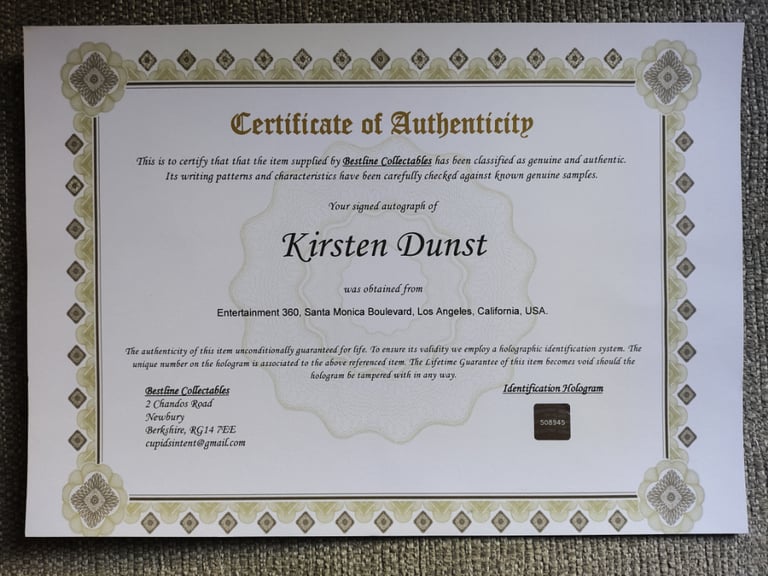 Certificate of Authenticity
This is to certify that that the item supplied by Bestline Collectables has been classified as genuine and authentic.
Its writing patterns and characteristics have been carefully checked against known genuine samples.
Your signed autograph of
Kirsten Dunst
was obtained from
Entertainment 360, Santa Monica Boulevard, Los Angeles, California, USA.
The authenticity of this item unconditionally guaranteed for life. To ensure its validity we employ a holographic identification system. The
unique number on the hologram is associated to the above referenced item. The Lifetime Guarantee of this item becomes void should the
hologram be tampered with in any way.
Bestline Collectables
2 Chandos Road
Newbury
Berkshire, RG14 7EE
cupidsintent@gmail.com
Identification Hologram
508945